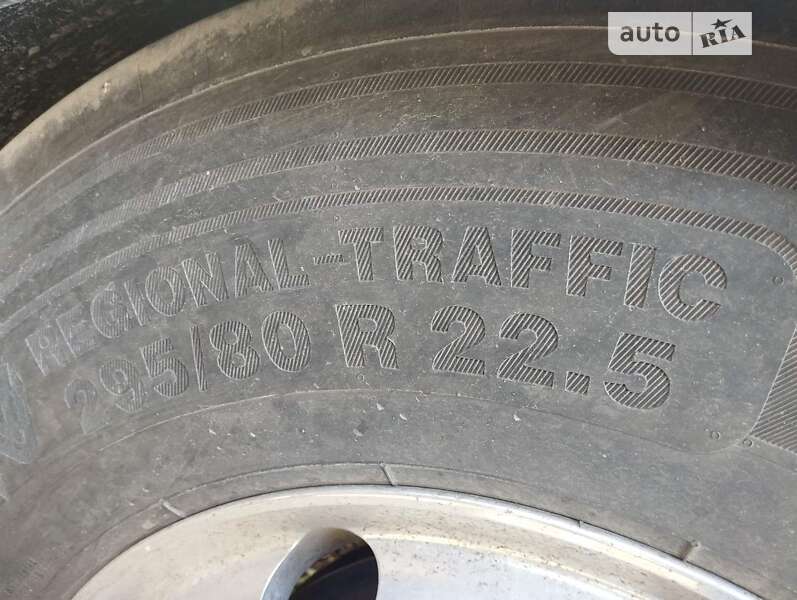 auto RIA
REGIONAL-TRAFFIC
295/80 R 22.5